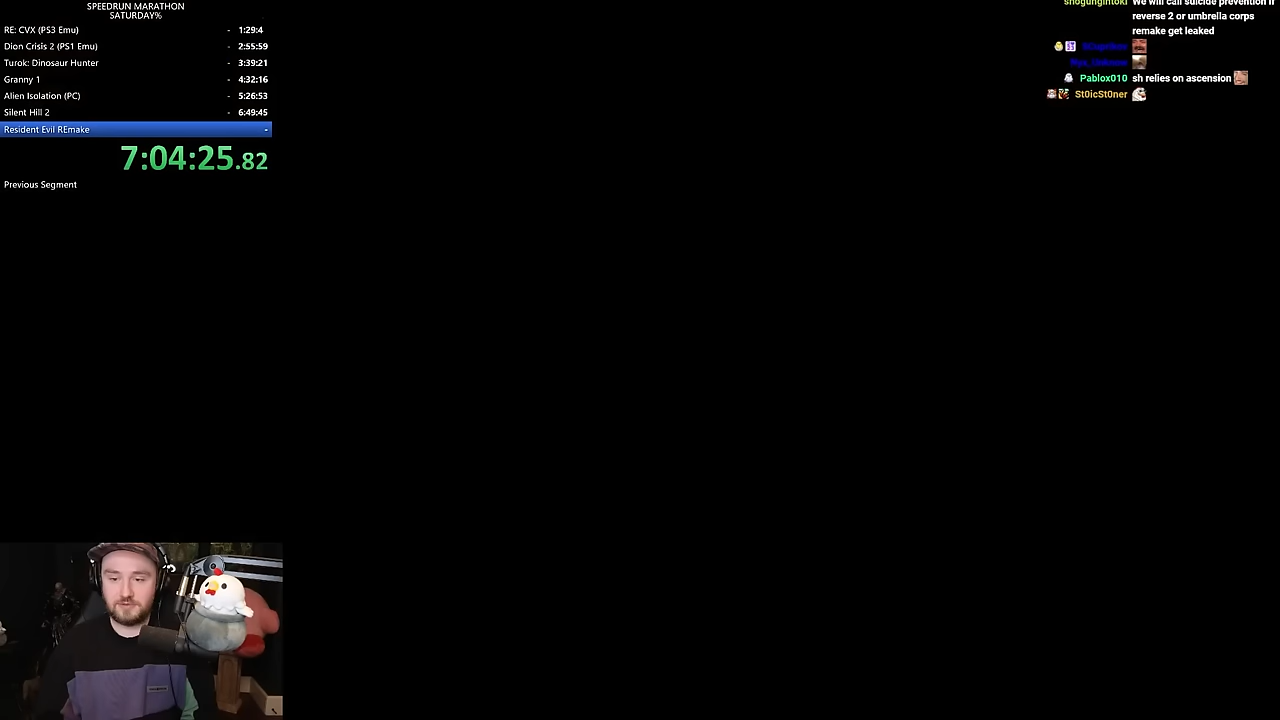 SPEEDRUN MARATHON
SATURDAY%
RE: CVX (PS3 Emu) - 1:29:4
Dion Crisis 2 (PS1 Emu) - 2:55:59
Turok: Dinosaur Hunter - 3:39:21
Granny 1 - 4:32:16
Alien Isolation (PC) - 5:26:53
Silent Hill 2 - 6:49:45
Resident Evil REmake -
7:04:25.82
Previous Segment
shogungintoki We will call suicide prevention if
reverse 2 or umbrella corps
remake get leaked
Pablox010 sh relies on ascension
St0icSt0ner